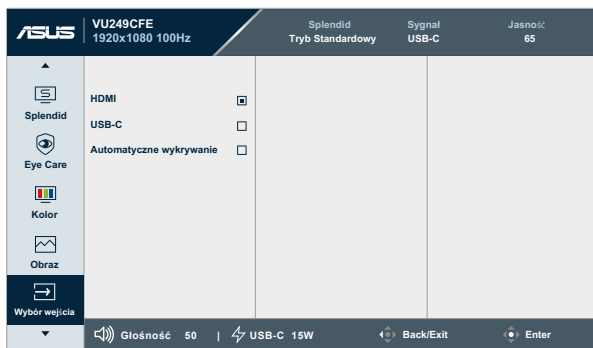 ASUS
VU249CFE
1920x1080 100Hz
Splendid
Tryb Standardowy
Sygnał
USB-C
Jasność
65
Splendid
Eye Care
Kolor
Obraz
Wybór wejścia
HDMI
USB-C
Automatyczne wykrywanie
Głośność 50 | USB-C 15W
Back/Exit
Enter